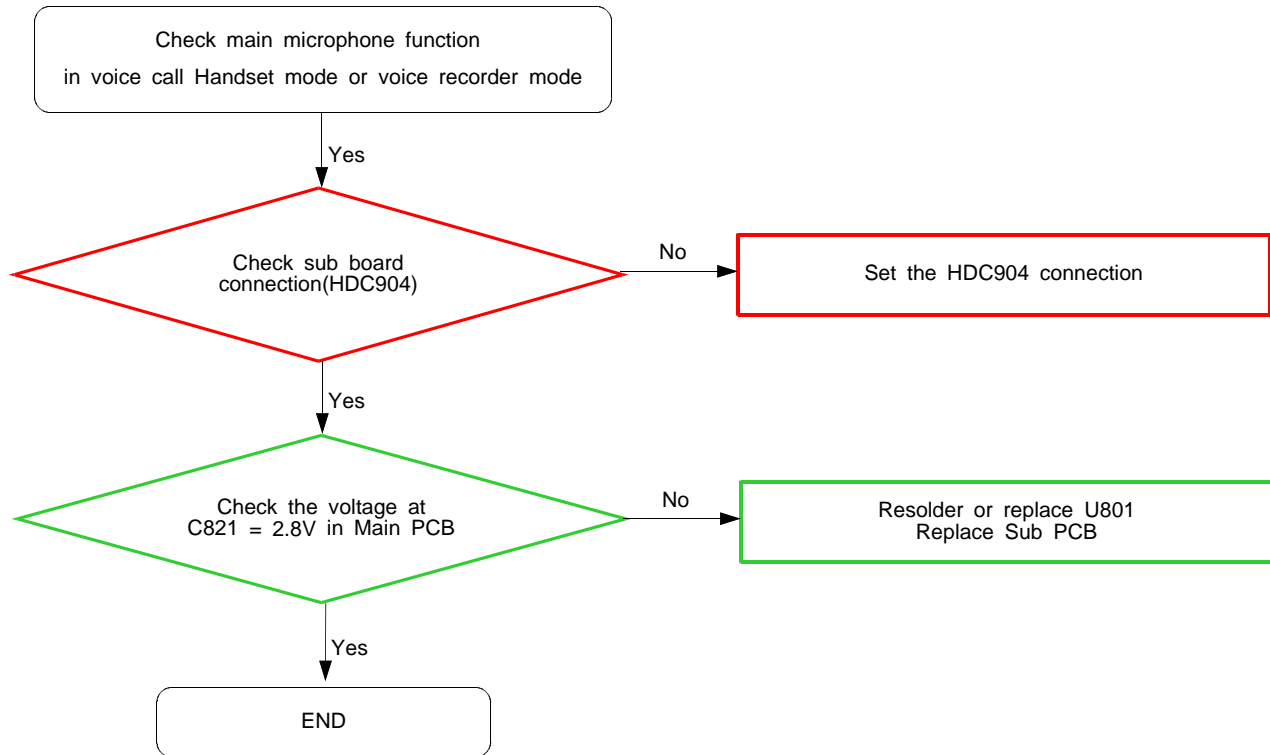 Check main microphone function
in voice call Handset mode or voice recorder mode
Yes
Check sub board
connection(HDC904)
No
Set the HDC904 connection
Yes
Check the voltage at
C821 = 2.8V in Main PCB
No
Resolder or replace U801
Replace Sub PCB
Yes
END